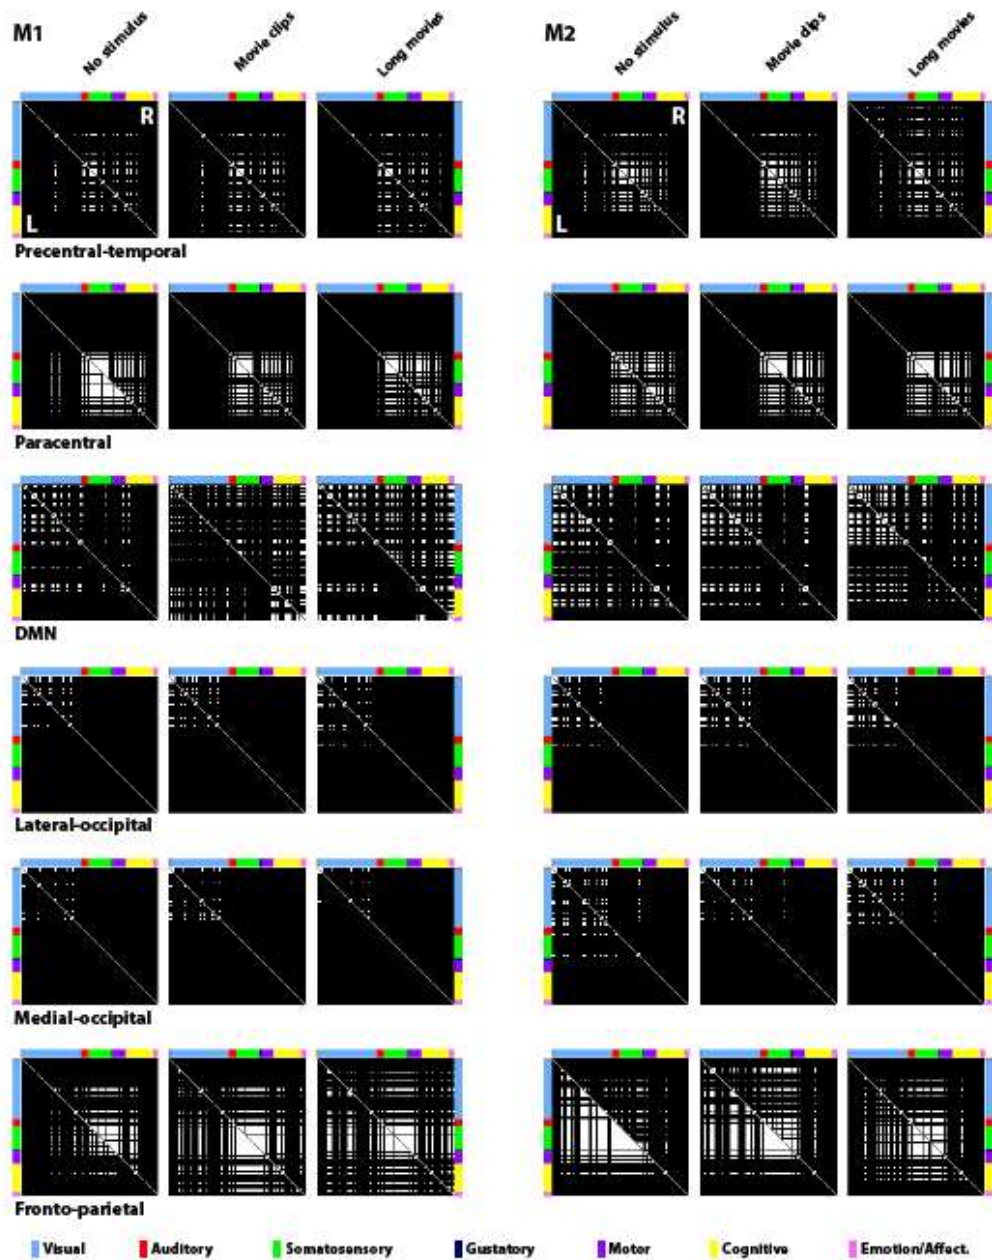 M1
No stimulus
Movie clips
Long movies
M2
No stimulus
Movie clips
Long movies
R
L
R
L
Precentral-temporal
Paracentral
DMN
Lateral-occipital
Medial-occipital
Fronto-parietal
Visual Auditory Somatosensory Gustatory Motor Cognitive Emotion/Affect.